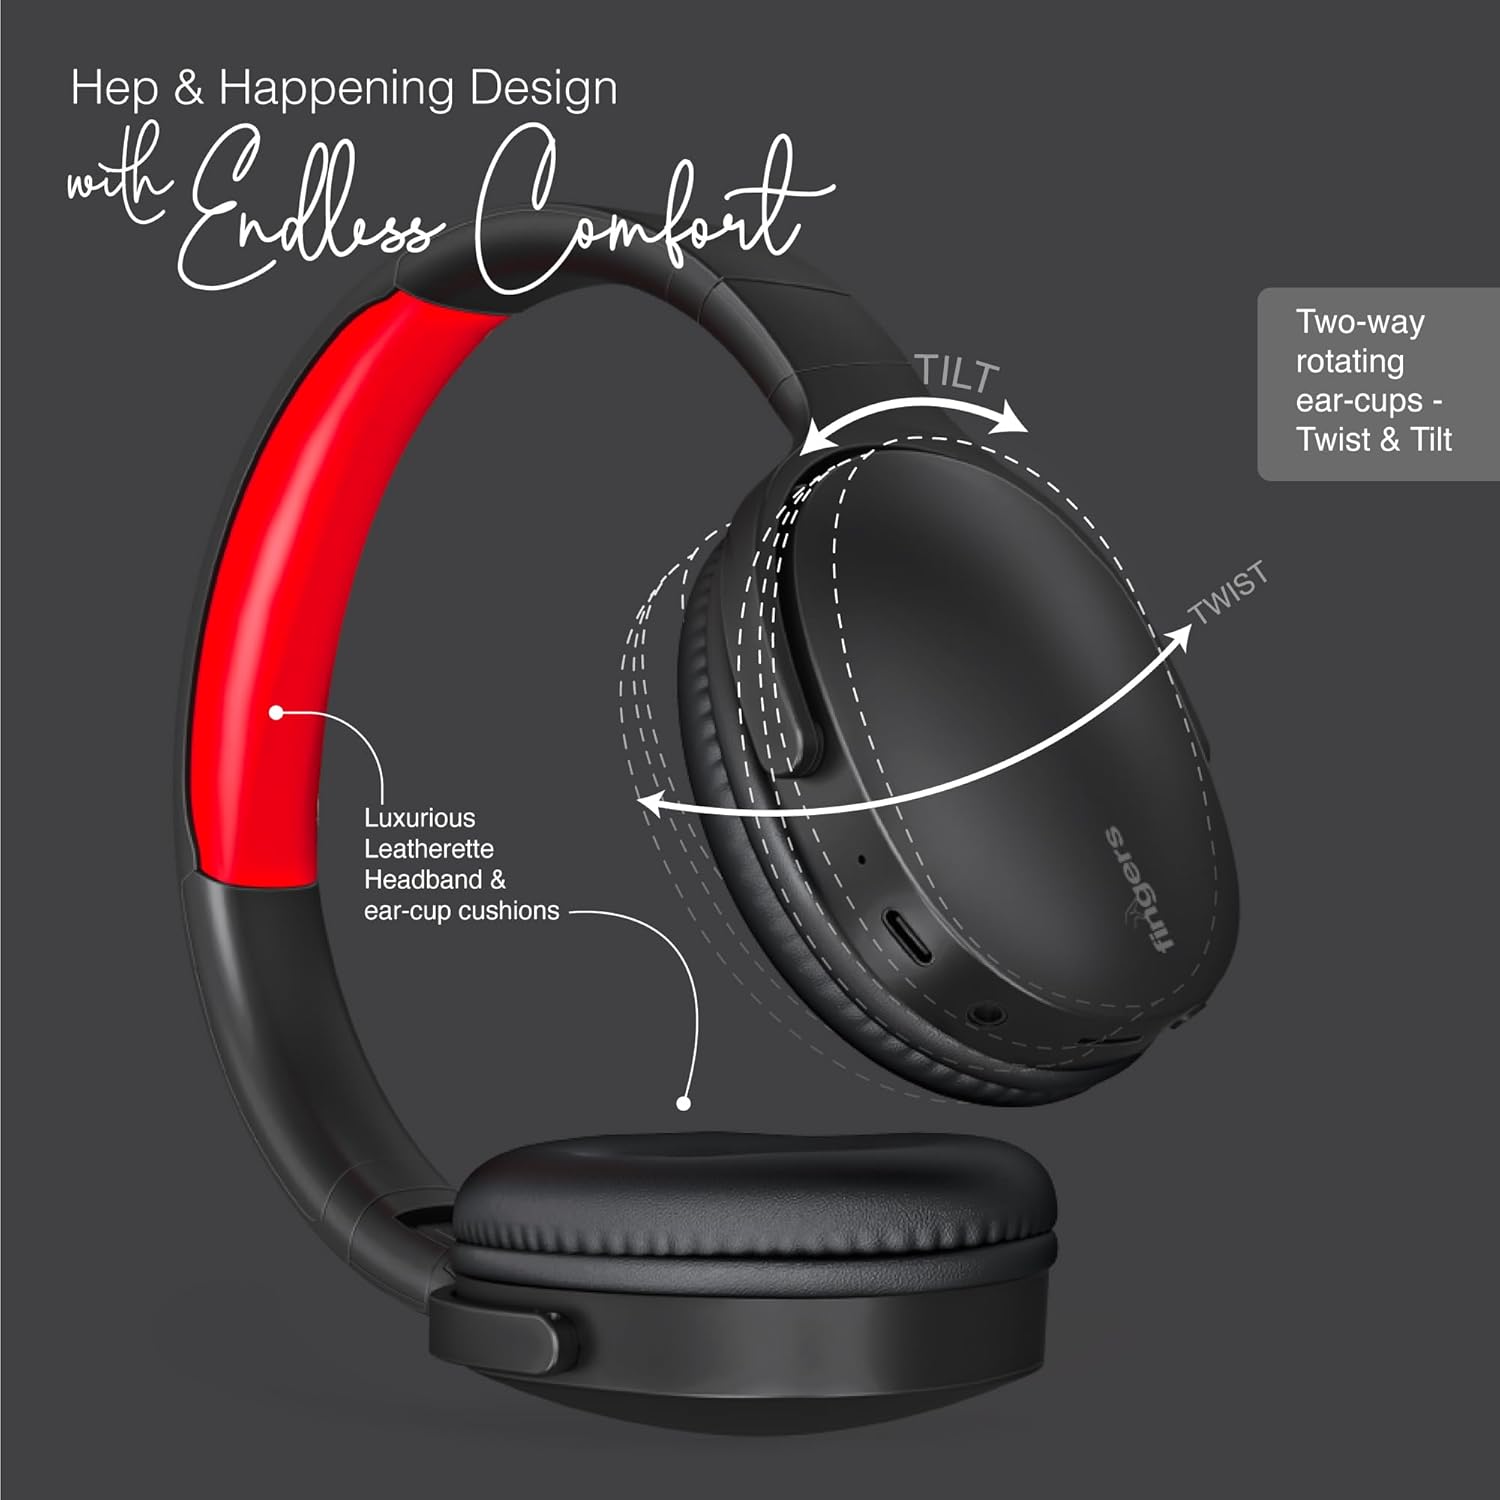 Hep & Happening Design
with Endless Comfort
Two-way
rotating
ear-cups -
Twist & Tilt
TILT
TWIST
Luxurious
Leatherette
Headband &
ear-cup cushions
fingers